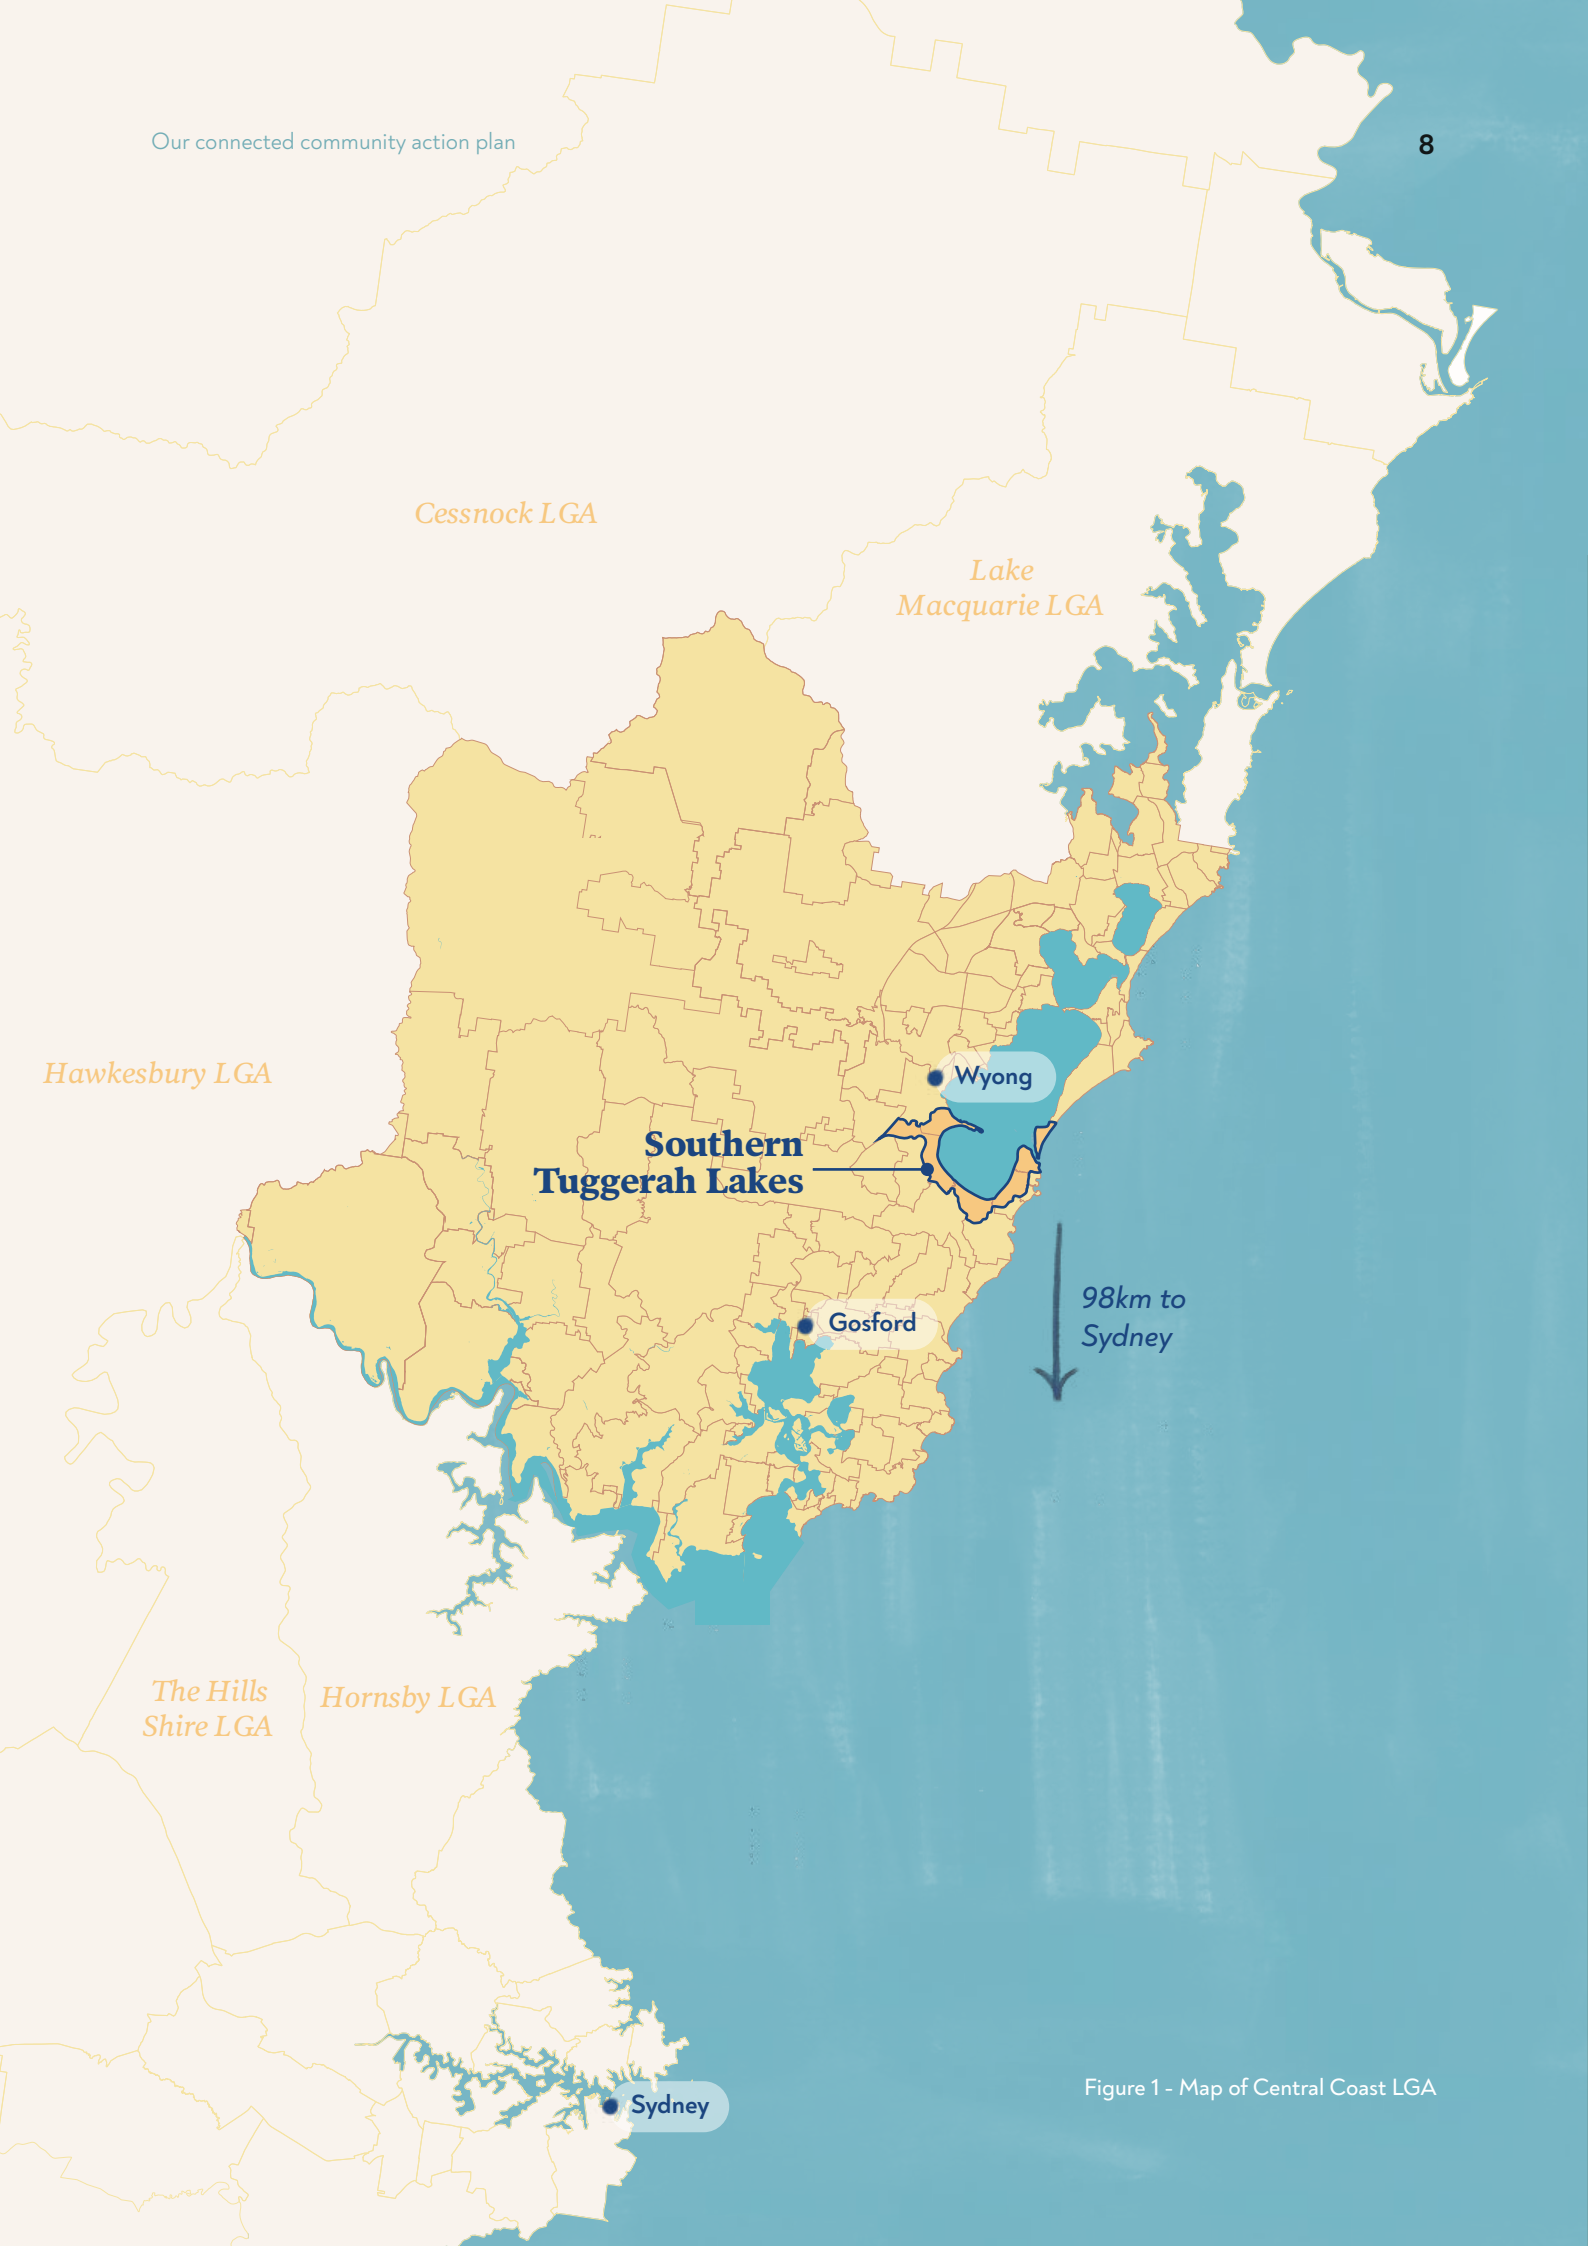 Our connected community action plan
8
Cessnock LGA
Lake
Macquarie LGA
Hawkesbury LGA
Wyong
Southern
Tuggerah Lakes
98km to
Sydney
Gosford
The Hills
Shire LGA
Hornsby LGA
Figure 1 - Map of Central Coast LGA
Sydney